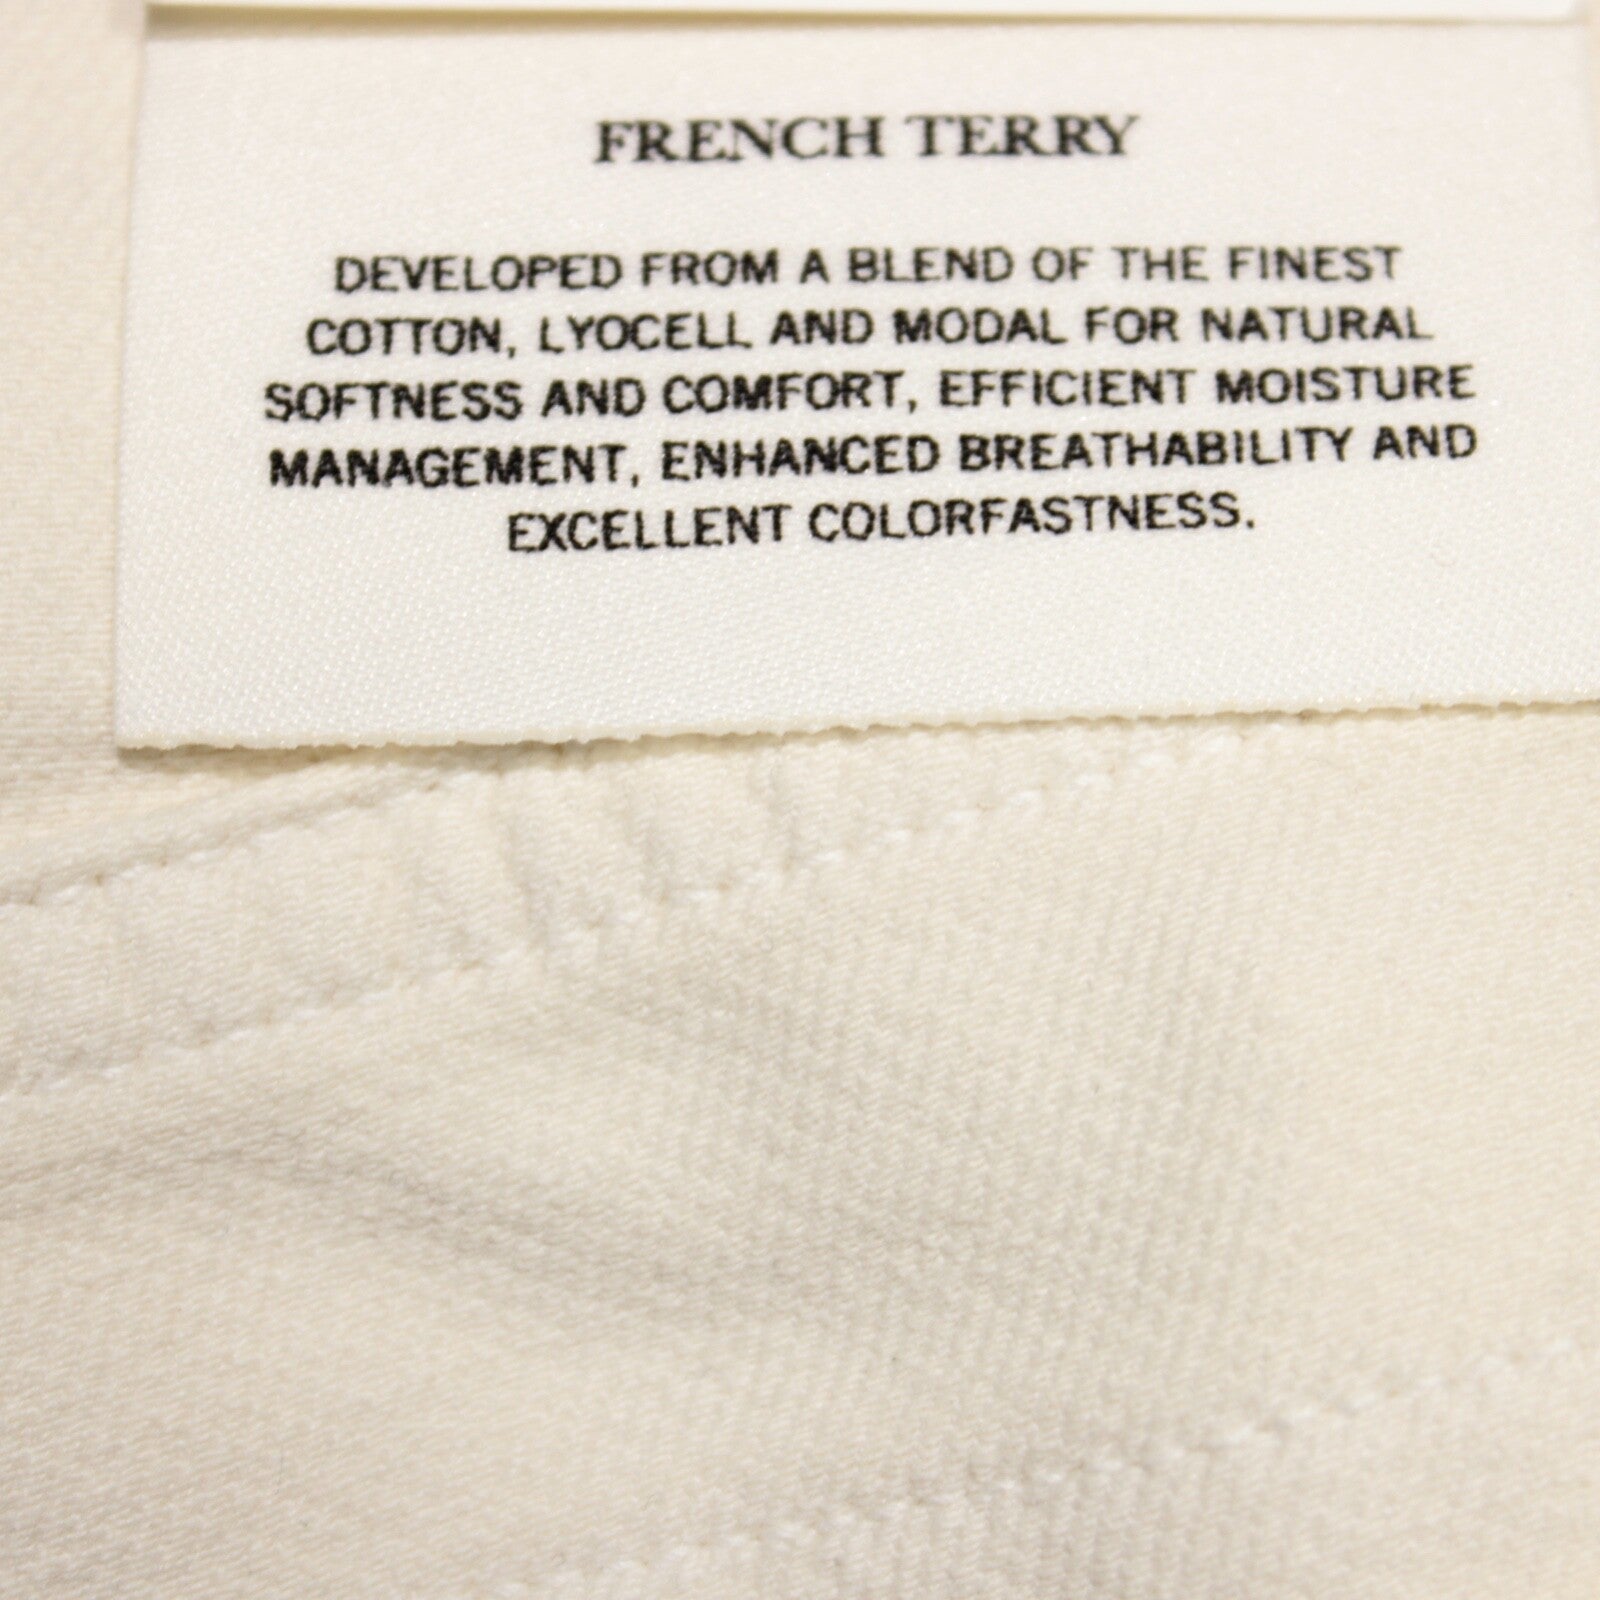 FRENCH TERRY
DEVELOPED FROM A BLEND OF THE FINEST
COTTON, LYOCELL AND MODAL FOR NATURAL
SOFTNESS AND COMFORT, EFFICIENT MOISTURE
MANAGEMENT, ENHANCED BREATHABILITY AND
EXCELLENT COLORFASTNESS.